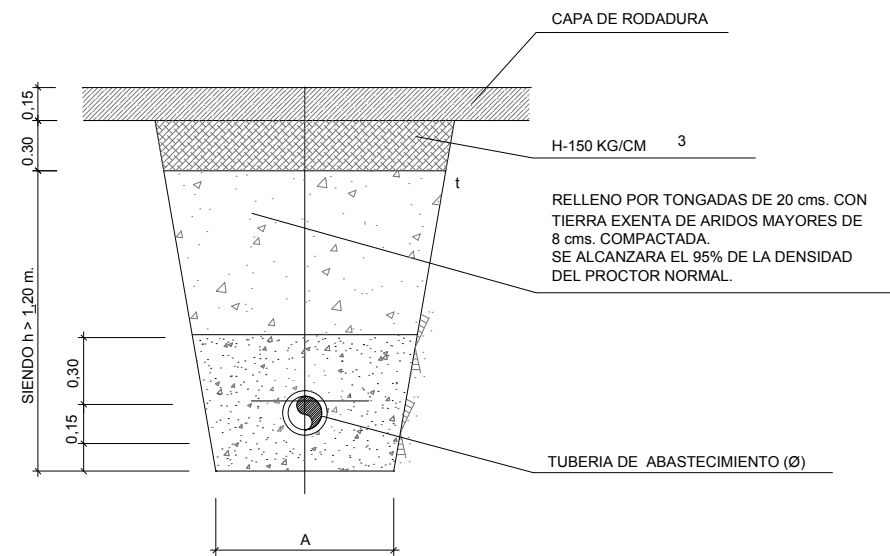 CAPA DE RODADURA
0,15
0.30
H-150 KG/CM 3
t
RELLENO POR TONGADAS DE 20 cms. CON
TIERRA EXENTA DE ARIDOS MAYORES DE
8 cms. COMPACTADA.
SE ALCANZARA EL 95% DE LA DENSIDAD
DEL PROCTOR NORMAL.
SIENDO h > 1,20 m.
0,30
0,15
TUBERIA DE ABASTECIMIENTO (Ø)
A